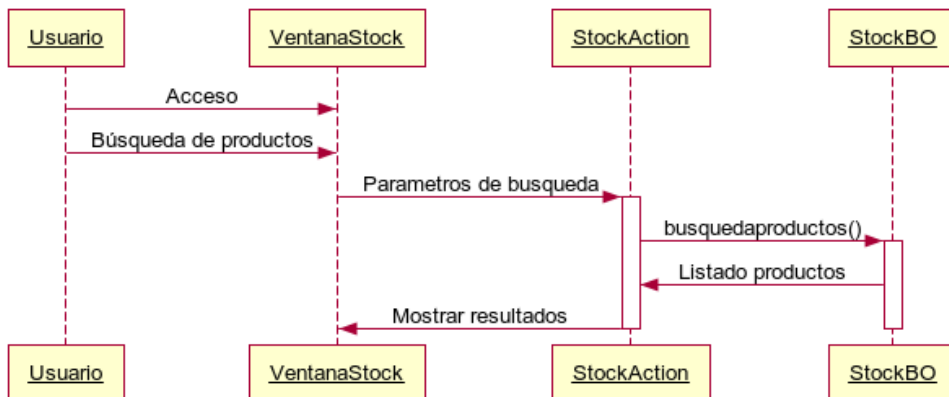 Usuario
VentanaStock
StockAction
StockBO
Acceso
Búsqueda de productos
Parametros de busqueda
busquedaproductos()
Listado productos
Mostrar resultados
Usuario
VentanaStock
StockAction
StockBO